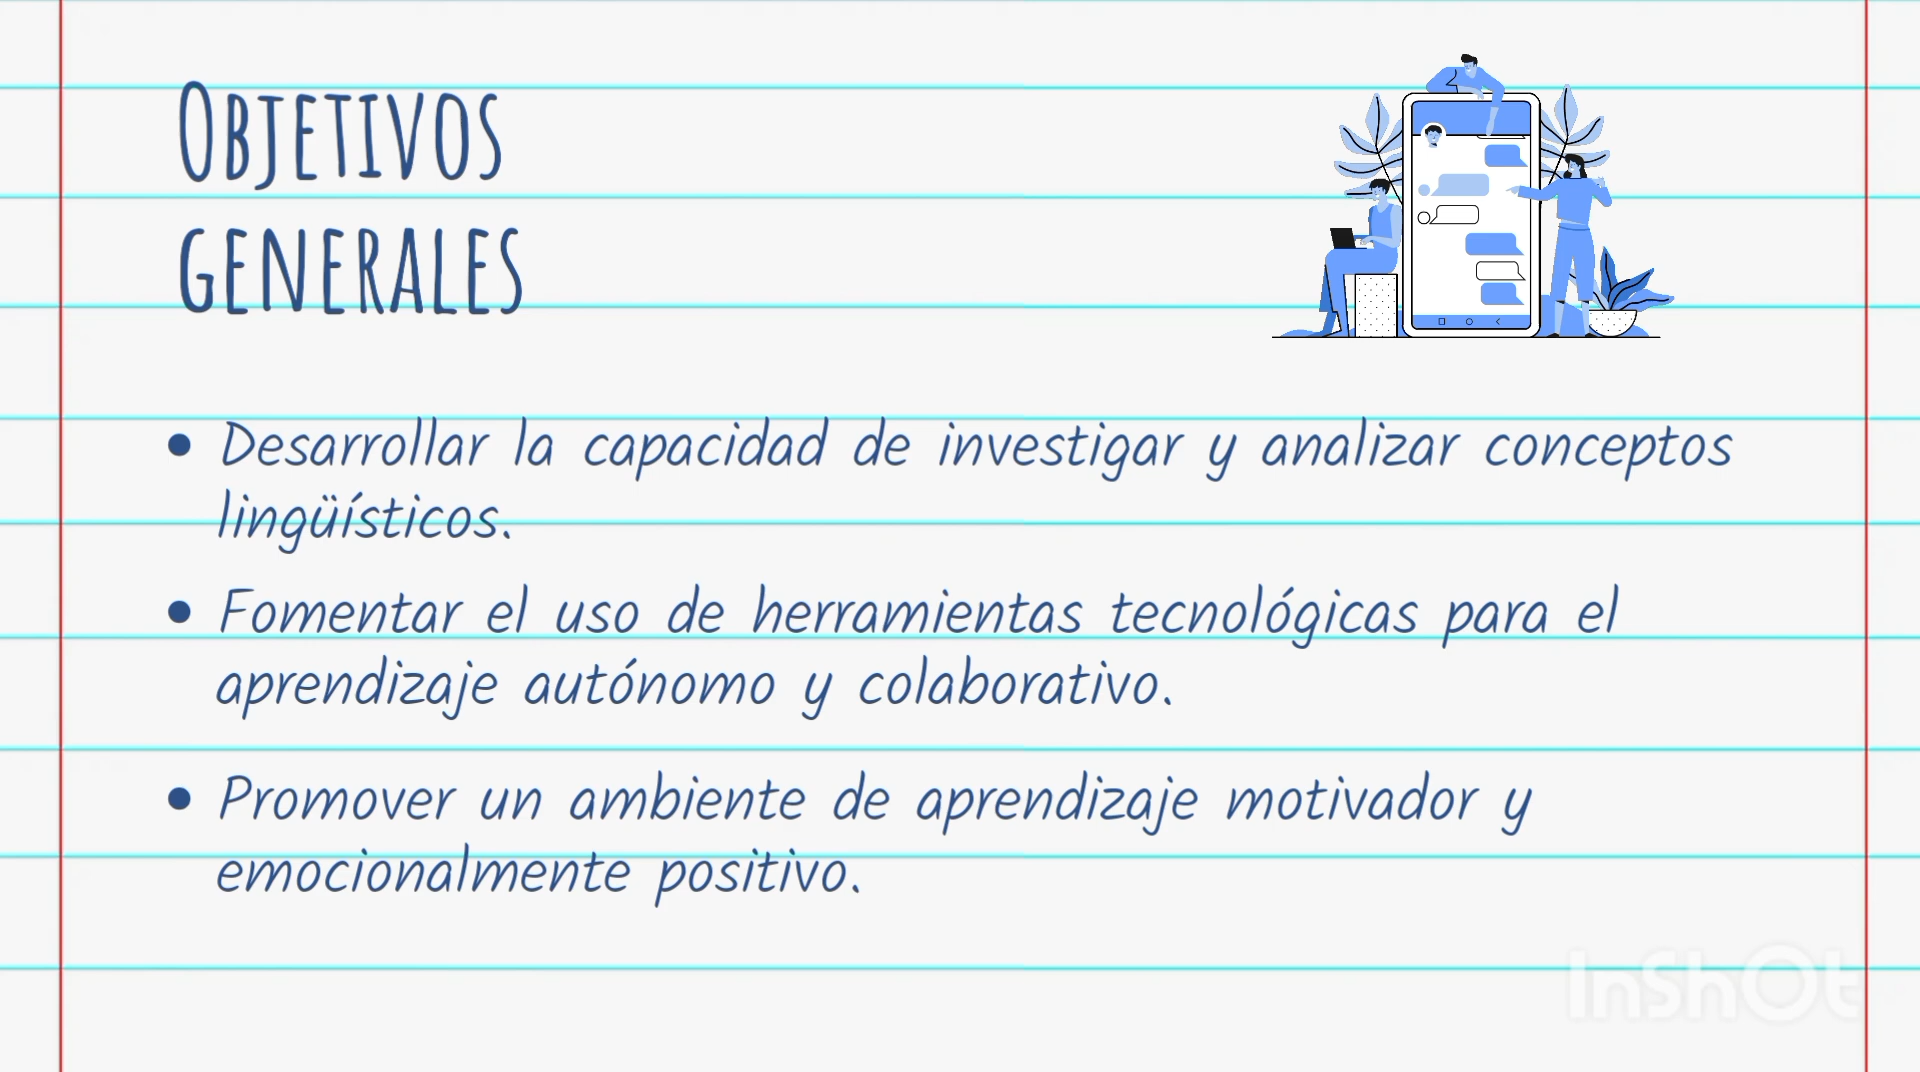 Objetivos
generales
• Desarrollar la capacidad de investigar y analizar conceptos
lingüísticos.
• Fomentar el uso de herramientas tecnológicas para el
aprendizaje autónomo y colaborativo.
• Promover un ambiente de aprendizaje motivador y
emocionalmente positivo.
InShOt